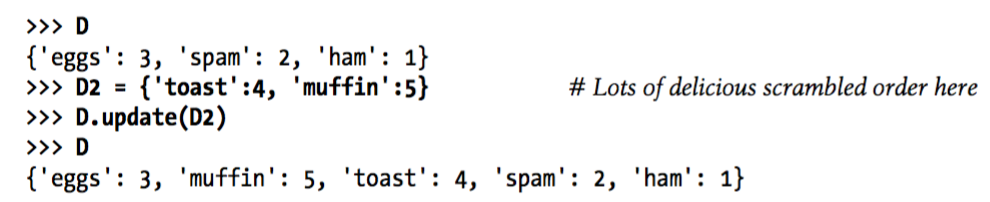 >>> D
{'eggs': 3, 'spam': 2, 'ham': 1}
>>> D2 = {'toast':4, 'muffin':5} # Lots of delicious scrambled order here
>>> D.update(D2)
>>> D
{'eggs': 3, 'muffin': 5, 'toast': 4, 'spam': 2, 'ham': 1}